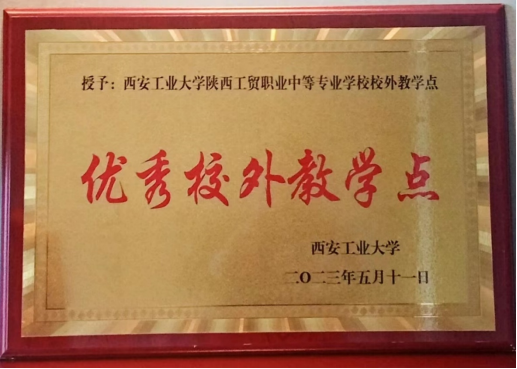 授予：西安工业大学陕西工贸职业中等专业学校校外教学点
优秀校外教学点
西安工业大学
二〇二三年五月十一日